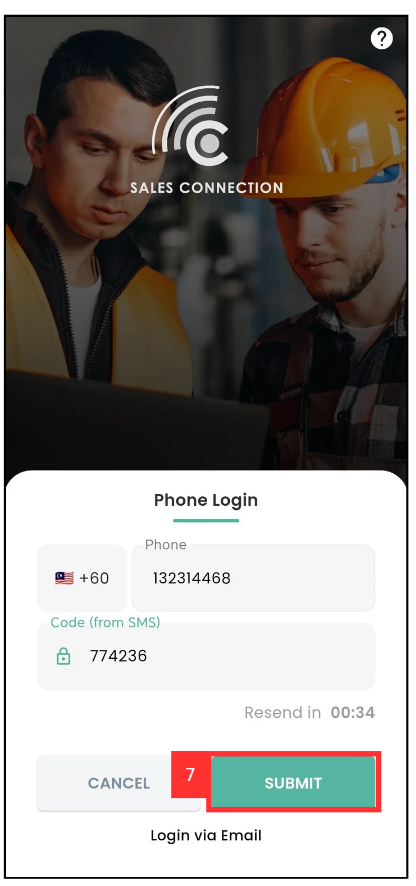 ?
SALES CONNECTION
Phone Login
Phone
+60 132314468
Code (from SMS)
774236
Resend in 00:34
CANCEL 7 SUBMIT
Login via Email